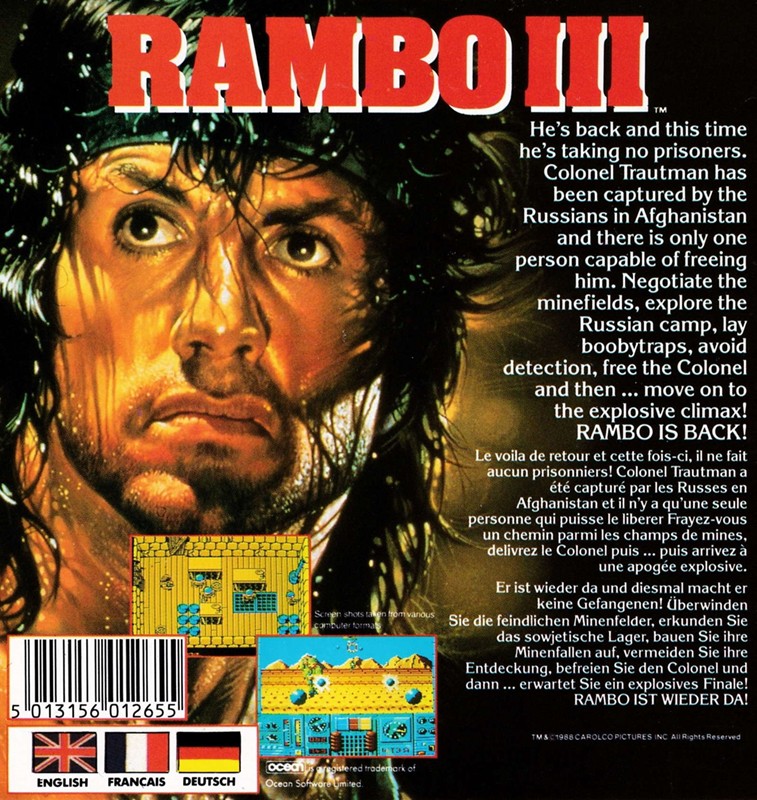 RAMBO III
TM
He's back and this time
he's taking no prisoners.
Colonel Trautman has
been captured by the
Russians in Afghanistan
and there is only one
person capable of freeing
him. Negotiate the
minefields, explore the
Russian camp, lay
boobytraps, avoid
detection, free the Colonel
and then ... move on to
the explosive climax!
RAMBO IS BACK!
Le voila de retour et cette fois-ci, il ne fait
aucun prisonniers! Colonel Trautman a
été capturé par les Russes en
Afghanistan et il n'y a qu'une seule
personne qui puisse le liberer Frayez-vous
un chemin parmi les champs de mines,
delivrez le Colonel puis ... puis arrivez à
une apogée explosive.
Er ist wieder da und diesmal macht er
keine Gefangenen! Überwinden
Sie die feindlichen Minenfelder, erkunden Sie
das sowjetische Lager, bauen Sie ihre
Minenfallen auf, vermeiden Sie ihre
Entdeckung, befreien Sie den Colonel und
dann ... erwartet Sie ein explosives Finale!
RAMBO IST WIEDER DA!
Screen shots taken from various
computer formats
5 013156 012655
ENGLISH FRANCAIS DEUTSCH
TM & ©1988 CAROLCO PICTURES INC. All Rights Reserved
ocean is a registered trademark of
Ocean Software Limited.